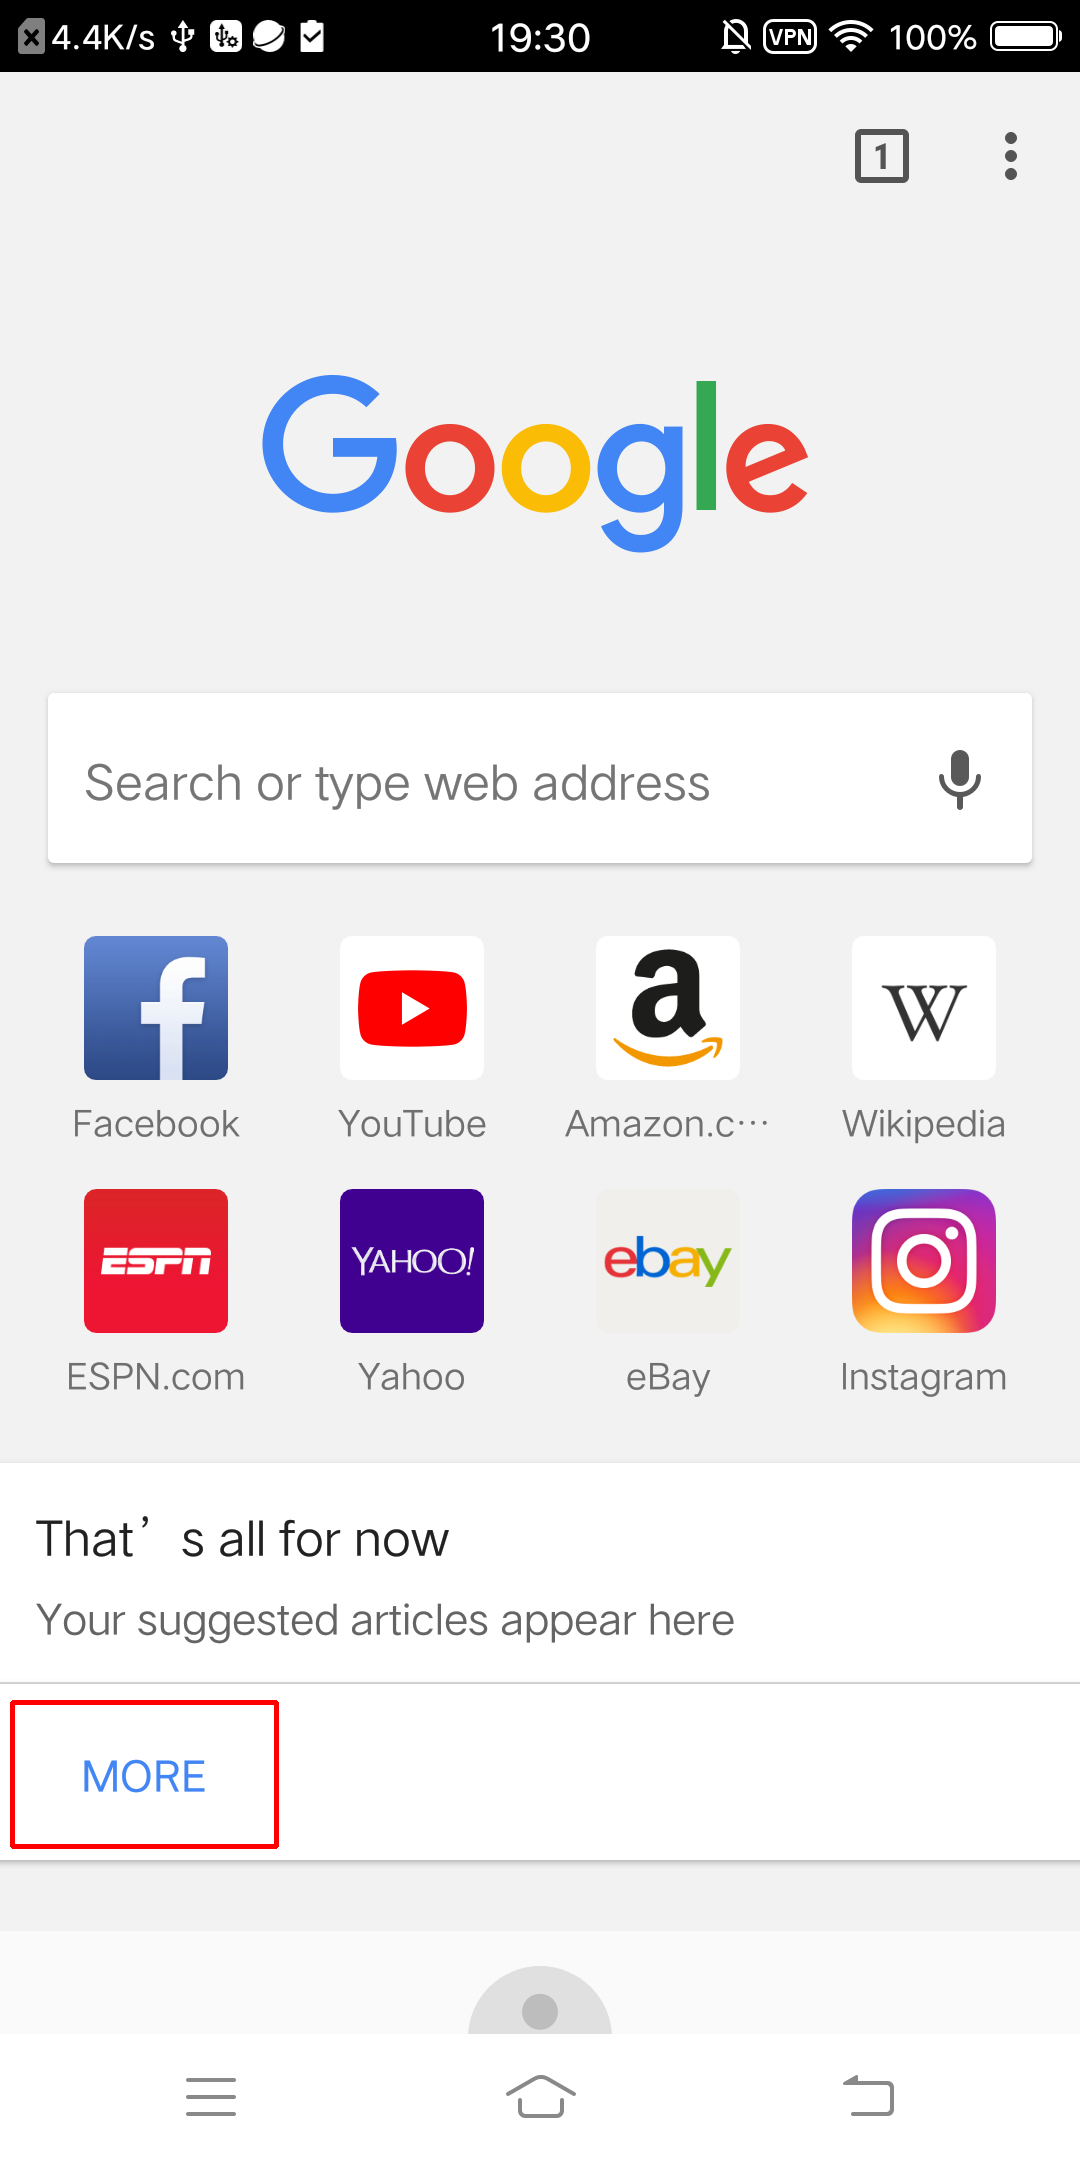 4.4K/s 19:30 VPN 100%
1
Google
Search or type web address
Facebook YouTube Amazon.c… Wikipedia
ESPN YAHOO! ebay
ESPN.com Yahoo eBay Instagram
That’s all for now
Your suggested articles appear here
MORE